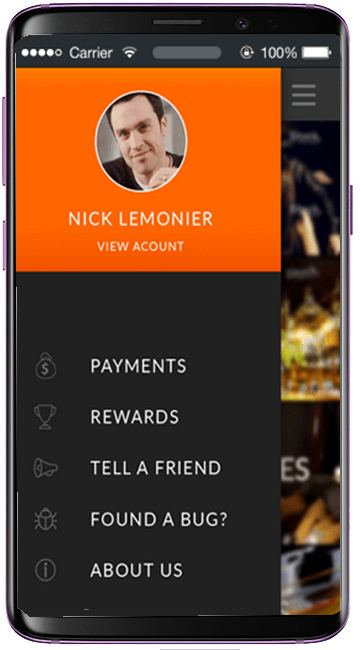 Carrier 100%
NICK LEMONIER
VIEW ACOUNT
PAYMENTS
REWARDS
TELL A FRIEND
ES
FOUND A BUG?
ABOUT US